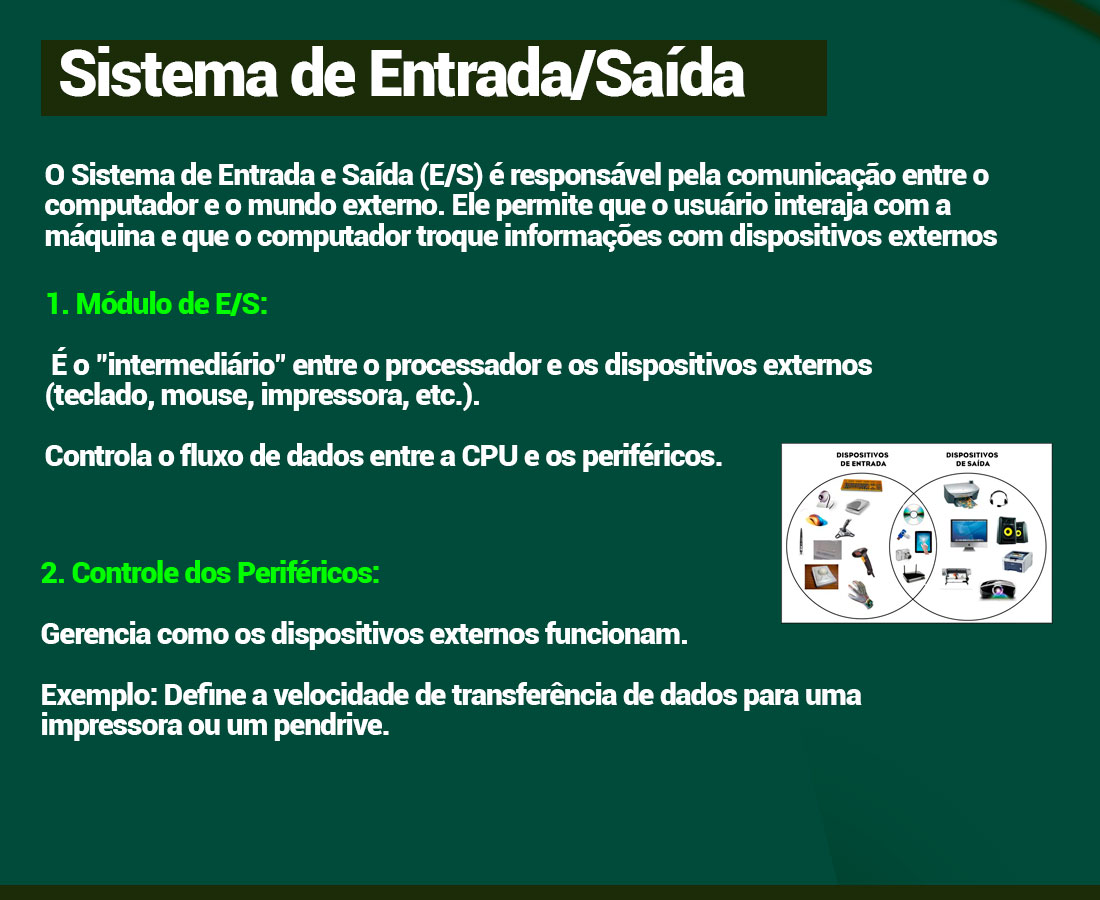 Sistema de Entrada/Saída
O Sistema de Entrada e Saída (E/S) é responsável pela comunicação entre o
computador e o mundo externo. Ele permite que o usuário interaja com a
máquina e que o computador troque informações com dispositivos externos
1. Módulo de E/S:
É o "intermediário" entre o processador e os dispositivos externos
(teclado, mouse, impressora, etc.).
Controla o fluxo de dados entre a CPU e os periféricos.
DISPOSITIVOS
DE ENTRADA
DISPOSITIVOS
DE SAÍDA
2. Controle dos Periféricos:
Gerencia como os dispositivos externos funcionam.
Exemplo: Define a velocidade de transferência de dados para uma
impressora ou um pendrive.